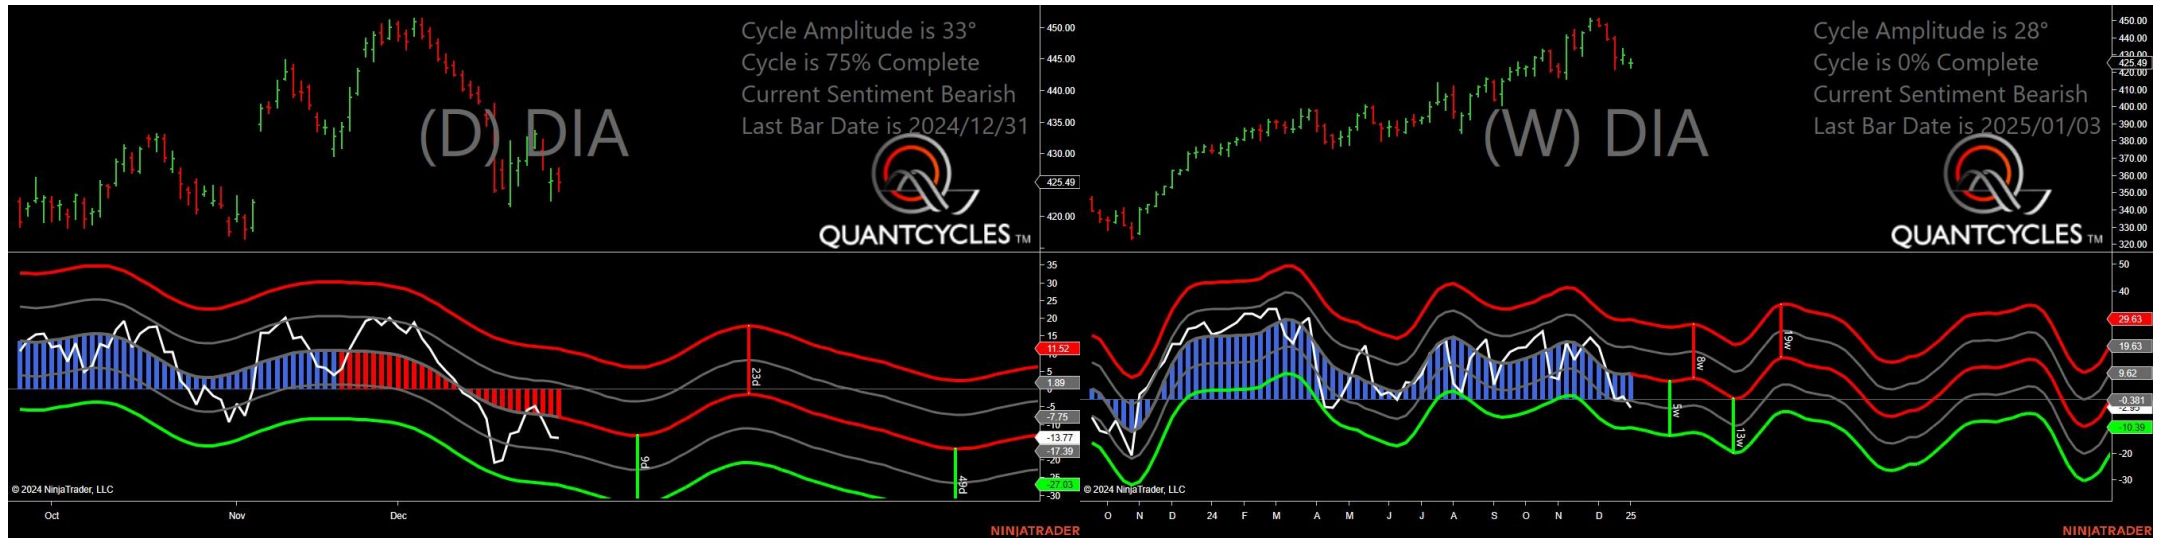 Cycle Amplitude is 33°
Cycle is 75% Complete
Current Sentiment Bearish
Last Bar Date is 2024/12/31
(D) DIA
QUANTCYCLES TM
450.00
445.00
440.00
435.00
430.00
425.49
420.00
35
30
25
20
15
11.52
5
1.89
-5
-7.75
-10
-13.77
-17.39
-20
-27.03
-30
23d
9d
49d
© 2024 NinjaTrader, LLC
Oct Nov Dec
NINJATRADER
Cycle Amplitude is 28°
Cycle is 0% Complete
Current Sentiment Bearish
Last Bar Date is 2025/01/03
(W) DIA
QUANTCYCLES TM
450.00
440.00
430.00
425.49
420.00
410.00
400.00
390.00
380.00
370.00
360.00
350.00
340.00
330.00
320.00
50
40
29.63
19.63
9.62
-0.381
-2.95
-10.39
-20
-30
8w
19w
5w
13w
© 2024 NinjaTrader, LLC
O N D 24 F M A M J J A S O N D 25
NINJATRADER